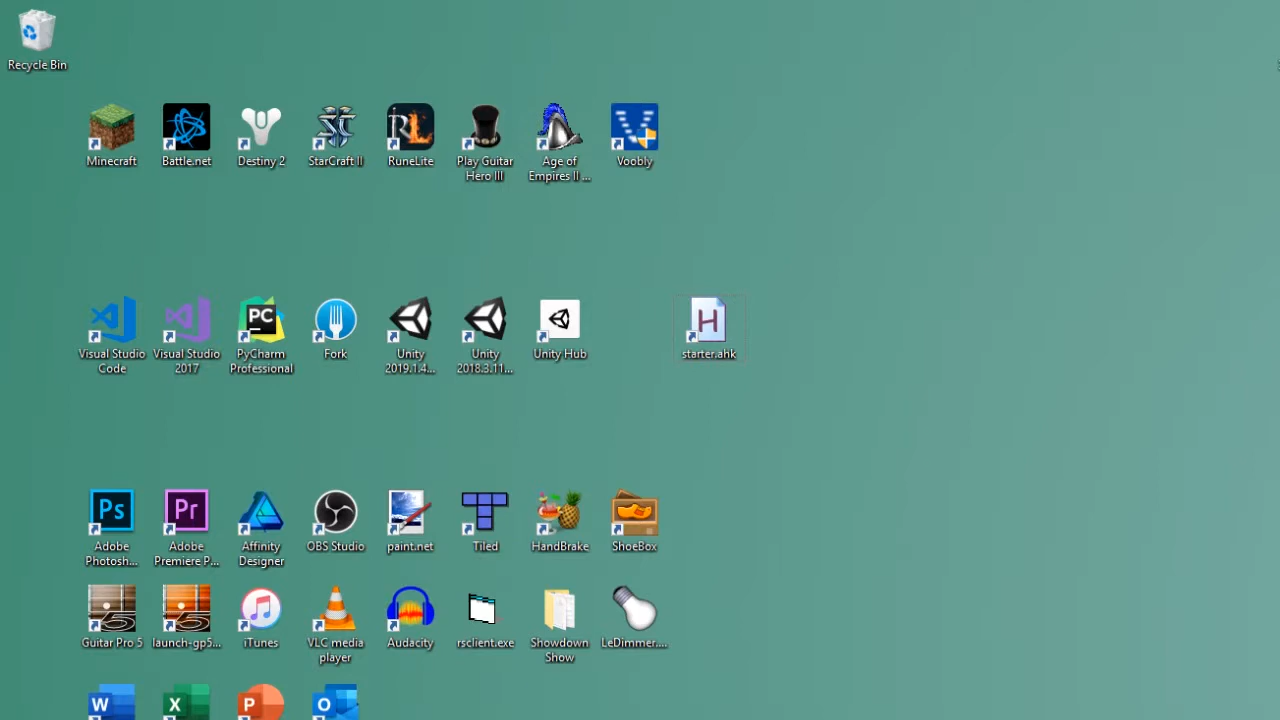 Recycle Bin
Minecraft
Battle.net
Destiny 2
StarCraft II
RuneLite
Play Guitar
Hero III
Age of
Empires II ...
Voobly
Visual Studio
Code
Visual Studio
2017
PC
PyCharm
Professional
Fork
Unity
2019.1.4...
Unity
2018.3.11...
Unity Hub
H
starter.ahk
Ps
Adobe
Photosh...
Pr
Adobe
Premiere P...
Affinity
Designer
OBS Studio
paint.net
Tiled
HandBrake
ShoeBox
Guitar Pro 5
launch-gp5...
iTunes
VLC media
player
Audacity
rsclient.exe
Showdown
Show
LeDimmer....
W
X
P
O